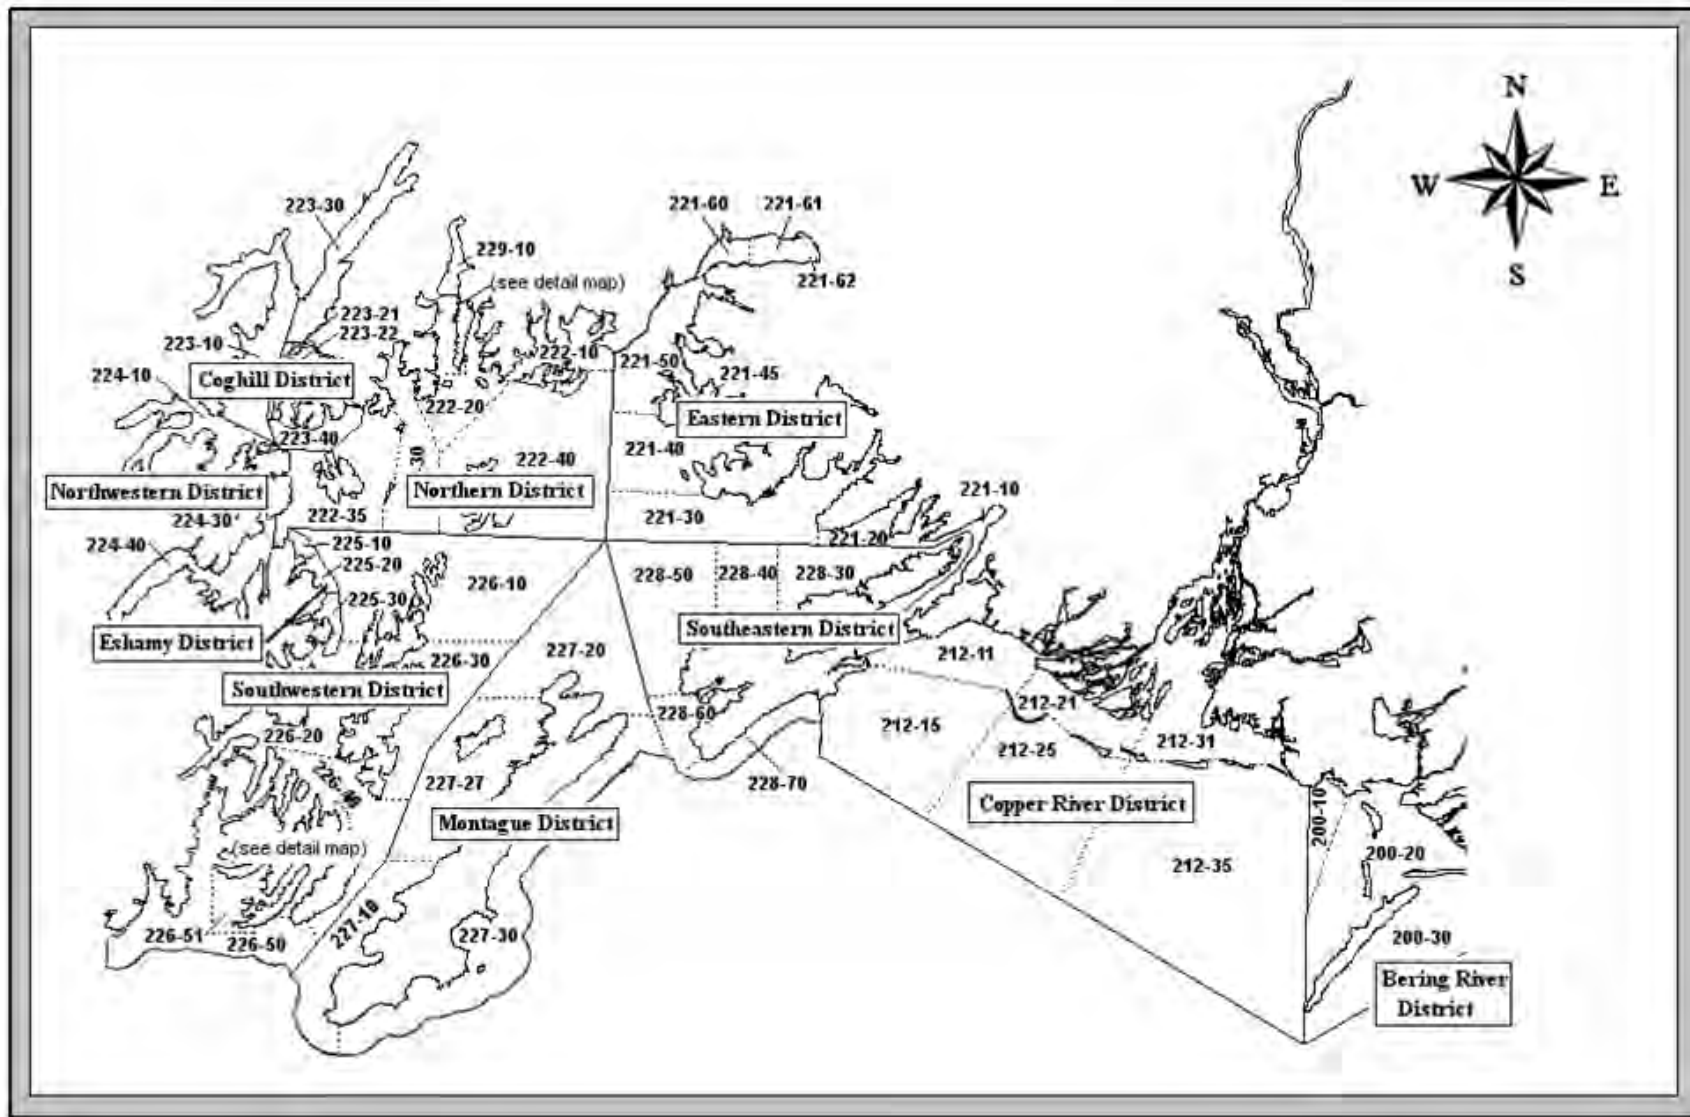 N
W E
S
223-30
221-60 221-61
229-10
(see detail map)
221-62
223-21
223-22
223-10
222-10
221-50
224-10
Coghill District
221-45
222-20
Eastern District
223-40
30
222-40
221-40
Northwestern District
Northern District
221-10
224-30
222-35
221-30
224-40
225-10
221-20
225-20
226-10
228-50 228-40 228-30
225-30
Eshamy District
Southeastern District
226-30
227-20
212-11
Southwestern District
228-60
212-21
226-20
212-15
212-25
212-31
226-40
227-27
228-70
200-10
Copper River District
Montague District
(see detail map)
200-20
212-35
227-10
226-51
226-50
227-30
200-30
Bering River
District